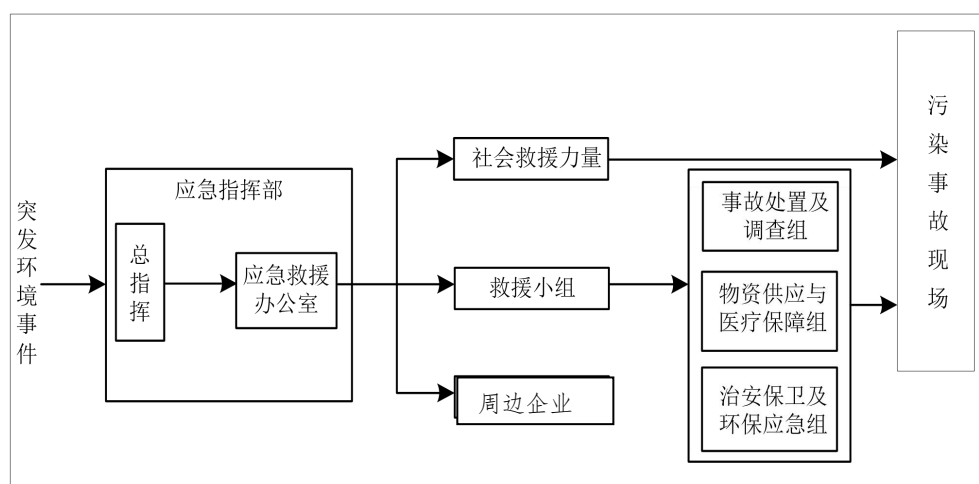 突发环境事件
应急指挥部
总指挥
应急救援
办公室
社会救援力量
救援小组
周边企业
事故处置及
调查组
物资供应与
医疗保障组
治安保卫及
环保应急组
污染事故现场